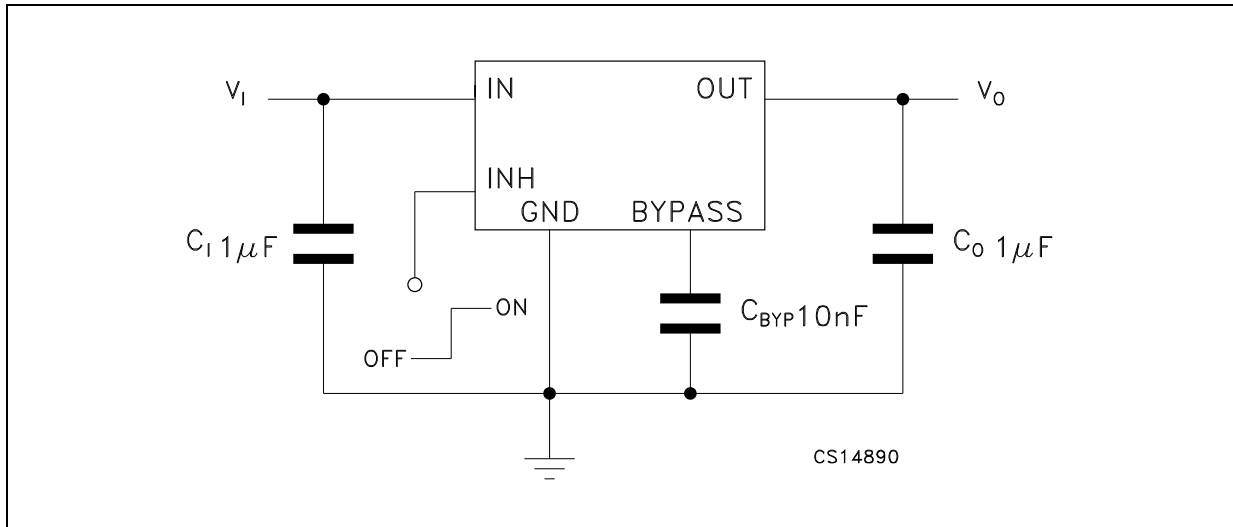 V_I
IN
OUT
V_O
INH
GND
BYPASS
C_I 1μF
C_O 1μF
C_BYP 10nF
ON
OFF
CS14890